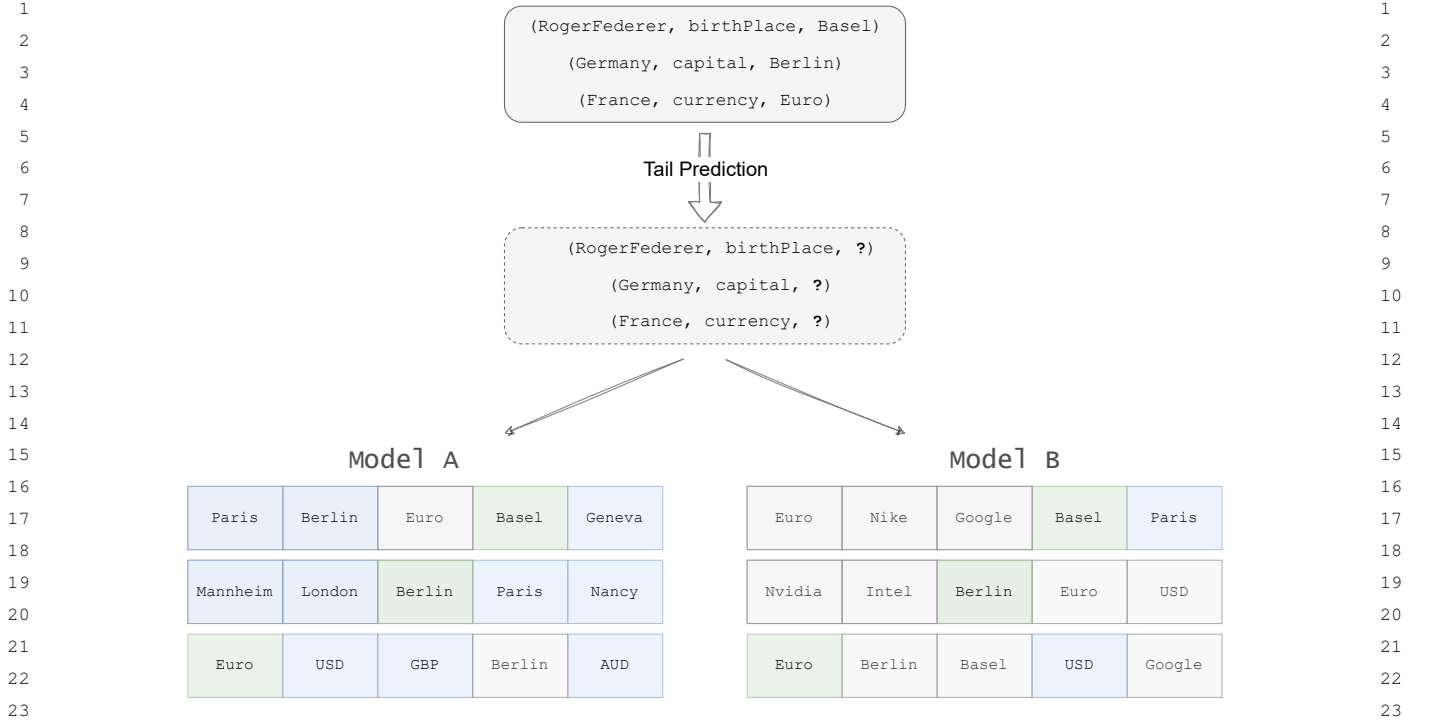 1 1
(RogerFederer, birthPlace, Basel)
2 2
(Germany, capital, Berlin)
3 3
(France, currency, Euro)
4 4
5 5
6 Tail Prediction 6
7 7
8 8
(RogerFederer, birthPlace, ?)
9 9
(Germany, capital, ?)
10 10
(France, currency, ?)
11 11
12 12
13 13
14 14
15 Model A Model B 15
16 16
17 Paris Berlin Euro Basel Geneva Euro Nike Google Basel Paris 17
18 18
19 19
Mannheim London Berlin Paris Nancy Nvidia Intel Berlin Euro USD
20 20
21 21
Euro USD GBP Berlin AUD Euro Berlin Basel USD Google
22 22
23 23